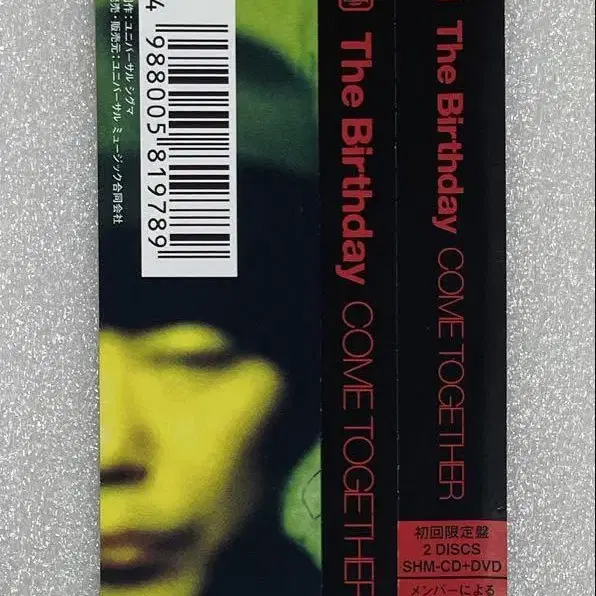 作:ユニバーサル シグマ
発売・販売元:ユニバーサル ミュージック合同会社
4 988005 819789
The Birthday COME TOGETHER
The Birthday COME TOGETHER
初回限定盤
2 DISCS
SHM-CD+DVD
メンバーによる